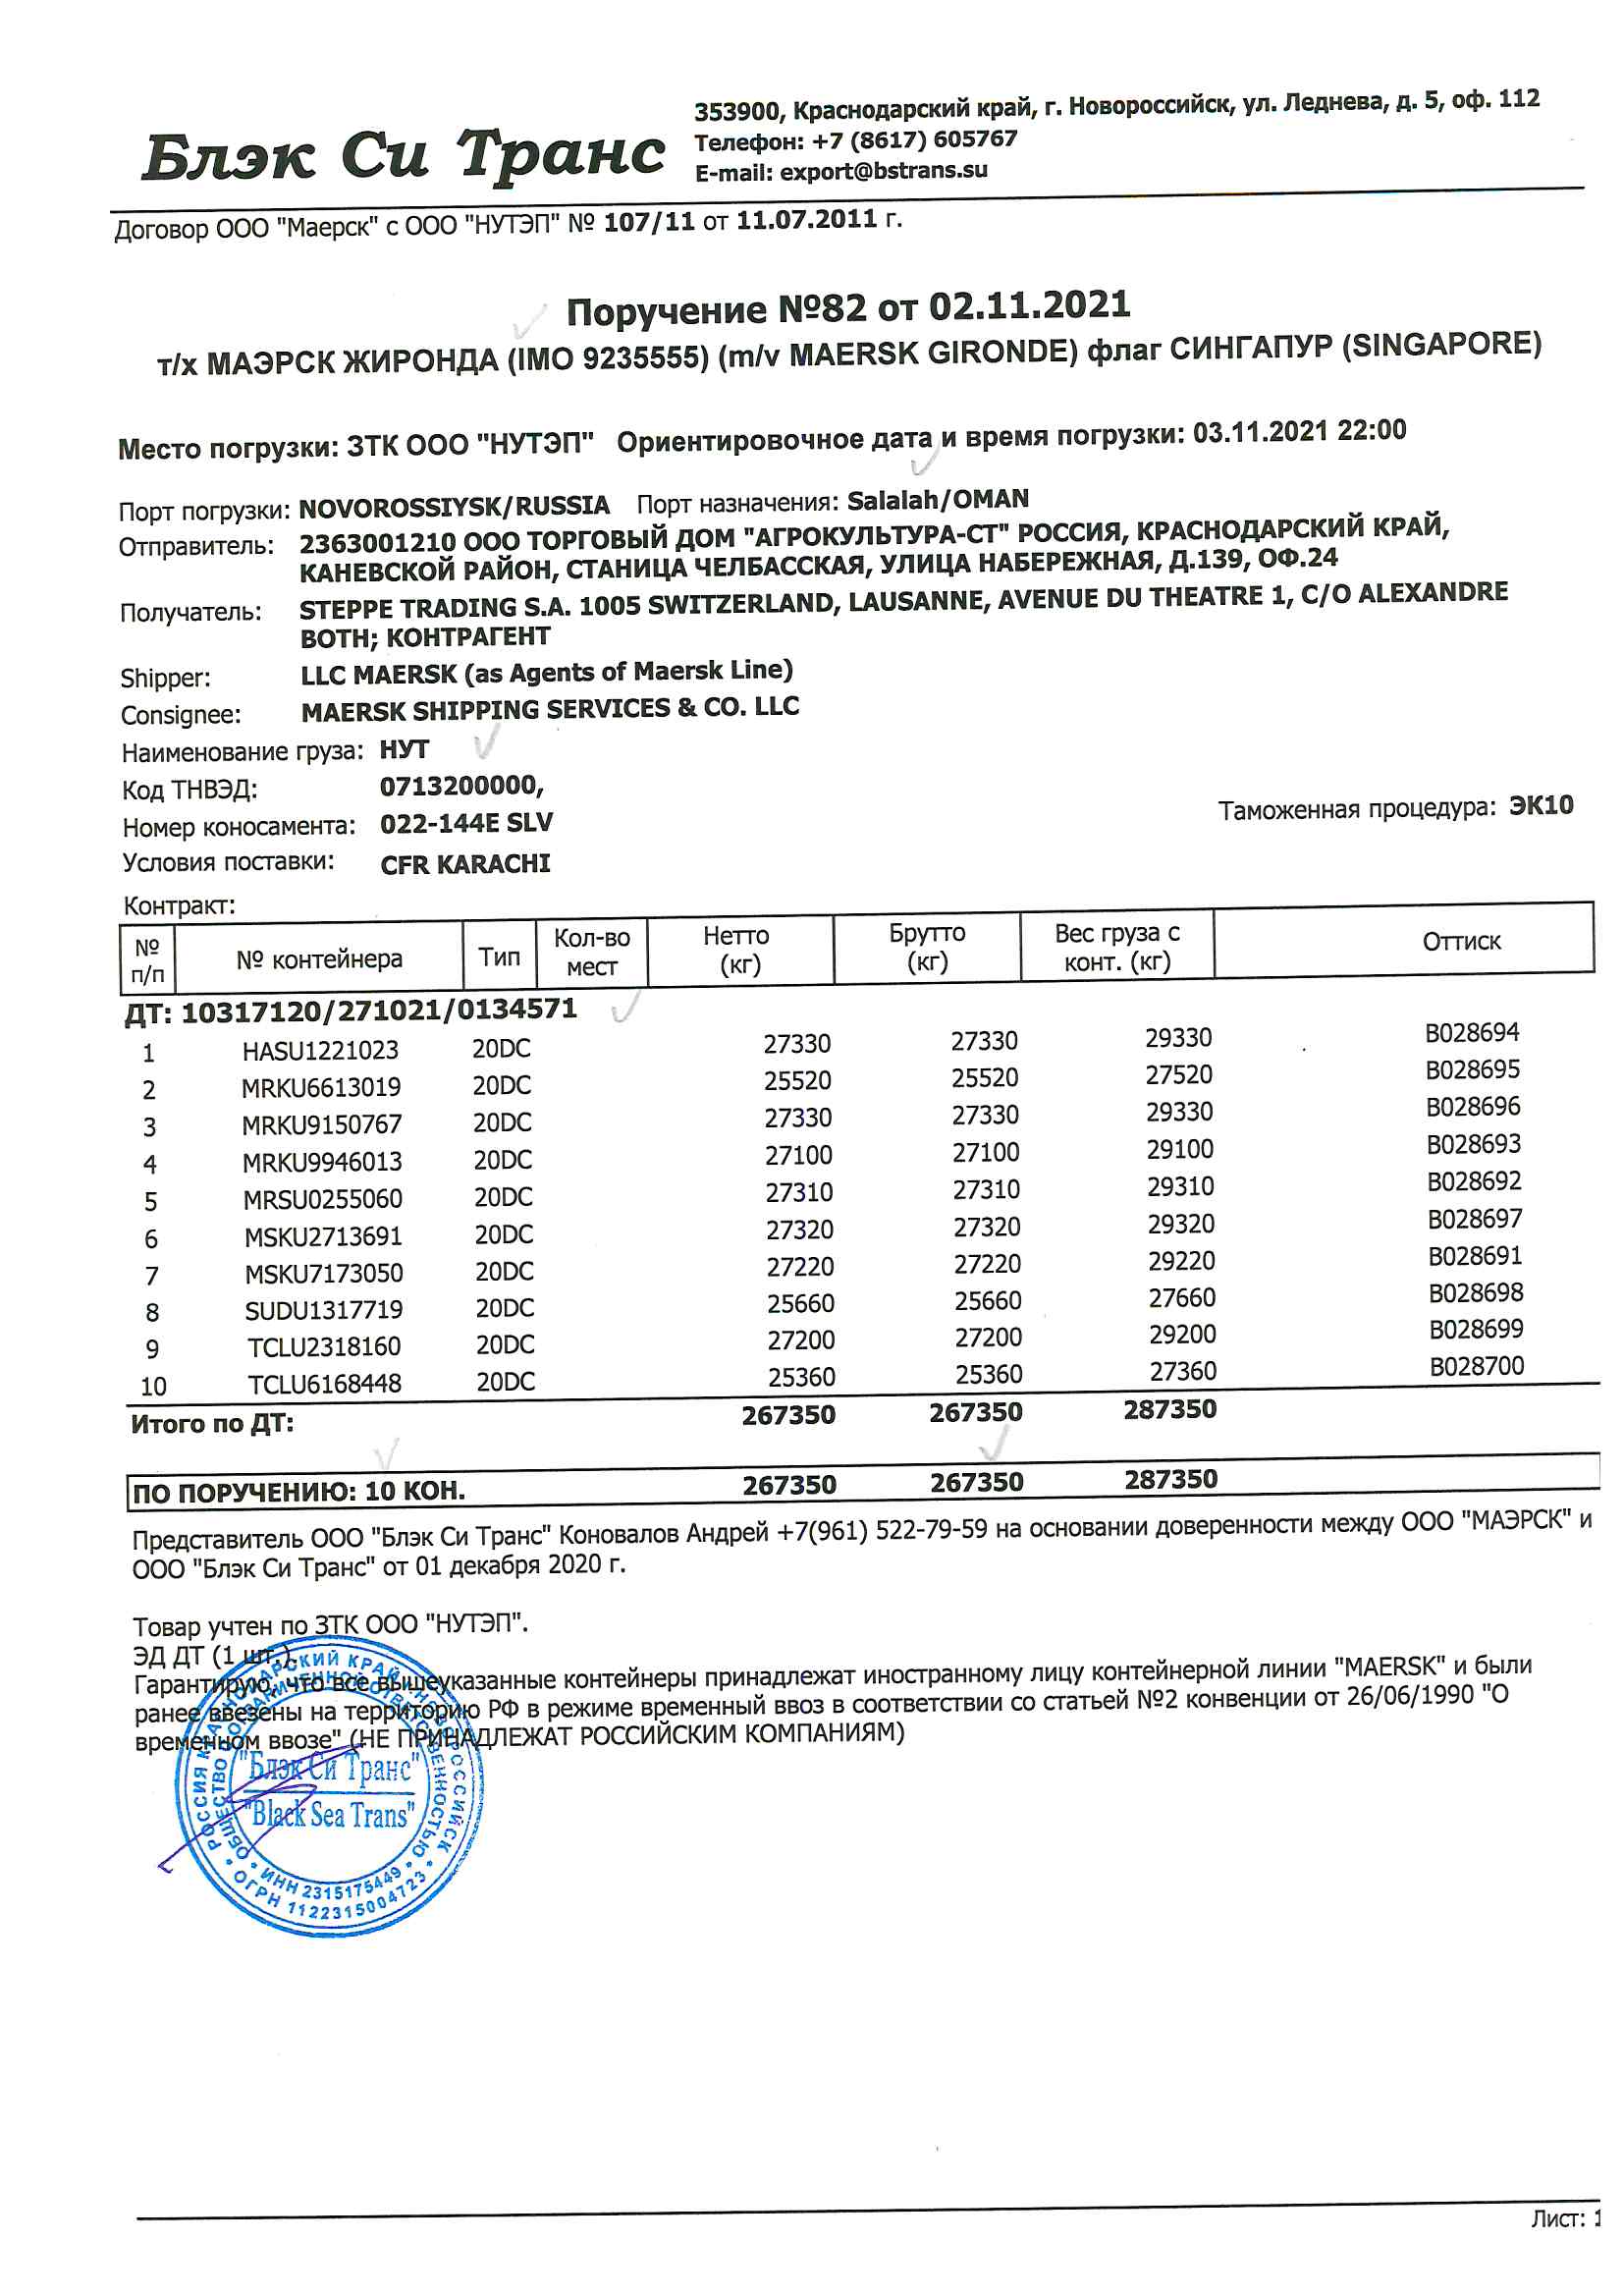 Блэк Си Транс
353900, Краснодарский край, г. Новороссийск, ул. Леднева, д. 5, оф. 112
Телефон: +7 (8617) 605767
E-mail: export@bstrans.su
Договор ООО "Маерск" с ООО "НУТЭП" № 107/11 от 11.07.2011 г.
Поручение №82 от 02.11.2021
т/х МАЭРСК ЖИРОНДА (IMO 9235555) (m/v MAERSK GIRONDE) флаг СИНГАПУР (SINGAPORE)
Место погрузки: ЗТК ООО "НУТЭП" Ориентировочное дата и время погрузки: 03.11.2021 22:00
Порт погрузки: NOVOROSSIYSK/RUSSIA Порт назначения: Salalah/OMAN
Отправитель: 2363001210 ООО ТОРГОВЫЙ ДОМ "АГРОКУЛЬТУРА-СТ" РОССИЯ, КРАСНОДАРСКИЙ КРАЙ,
КАНЕВСКОЙ РАЙОН, СТАНИЦА ЧЕЛБАССКАЯ, УЛИЦА НАБЕРЕЖНАЯ, Д.139, ОФ.24
Получатель: STEPPE TRADING S.A. 1005 SWITZERLAND, LAUSANNE, AVENUE DU THEATRE 1, C/O ALEXANDRE
BOTH; КОНТРАГЕНТ
Shipper: LLC MAERSK (as Agents of Maersk Line)
Consignee: MAERSK SHIPPING SERVICES & CO. LLC
Наименование груза: НУТ
Код ТНВЭД: 0713200000,
Номер коносамента: 022-144E SLV Таможенная процедура: ЭК10
Условия поставки: CFR KARACHI
Контракт:
№ п/п № контейнера Тип Кол-во мест Нетто (кг) Брутто (кг) Вес груза с конт. (кг) Оттиск
ДТ: 10317120/271021/0134571
1 HASU1221023 20DC 27330 27330 29330 B028694
2 MRKU6613019 20DC 25520 25520 27520 B028695
3 MRKU9150767 20DC 27330 27330 29330 B028696
4 MRKU9946013 20DC 27100 27100 29100 B028693
5 MRSU0255060 20DC 27310 27310 29310 B028692
6 MSKU2713691 20DC 27320 27320 29320 B028697
7 MSKU7173050 20DC 27220 27220 29220 B028691
8 SUDU1317719 20DC 25660 25660 27660 B028698
9 TCLU2318160 20DC 27200 27200 29200 B028699
10 TCLU6168448 20DC 25360 25360 27360 B028700
Итого по ДТ: 267350 267350 287350
ПО ПОРУЧЕНИЮ: 10 КОН. 267350 267350 287350
Представитель ООО "Блэк Си Транс" Коновалов Андрей +7(961) 522-79-59 на основании доверенности между ООО "МАЭРСК" и
ООО "Блэк Си Транс" от 01 декабря 2020 г.
Товар учтен по ЗТК ООО "НУТЭП".
ЭД ДТ (1 шт.).
Гарантирую, что все вышеуказанные контейнеры принадлежат иностранному лицу контейнерной линии "MAERSK" и были
ранее ввезены на территорию РФ в режиме временный ввоз в соответствии со статьей №2 конвенции от 26/06/1990 "О
временном ввозе" (НЕ ПРИНАДЛЕЖАТ РОССИЙСКИМ КОМПАНИЯМ)
РОССИЯ КРАСНОДАРСКИЙ КРАЙ Г.НОВОРОССИЙСК
ОБЩЕСТВО С ОГРАНИЧЕННОЙ ОТВЕТСТВЕННОСТЬЮ
"Блэк Си Транс"
"Black Sea Trans"
ИНН 2315175449
ОГРН 1122315004723
Лист: 1